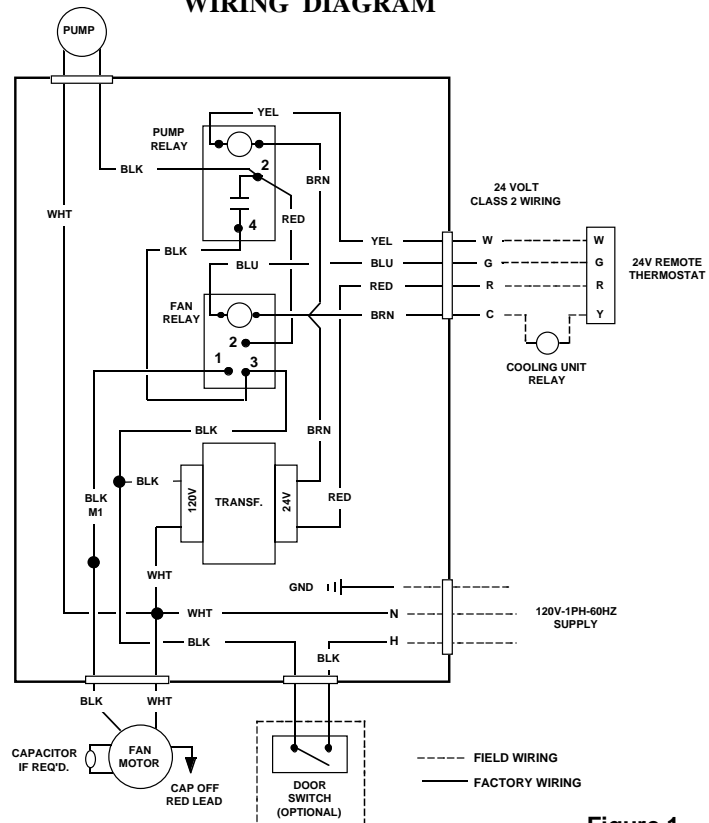 WIRING DIAGRAM
PUMP
YEL
PUMP
RELAY
2
BLK
BRN
24 VOLT
CLASS 2 WIRING
WHT
RED
4
BLK
YEL
W
W
BLU
BLU
G
G
24V REMOTE
THERMOSTAT
RED
R
R
FAN
RELAY
BRN
C
Y
2
1
3
COOLING UNIT
RELAY
BLK
BRN
BLK
120V
TRANSF.
24V
RED
BLK
M1
WHT
GND
WHT
N
120V-1PH-60HZ
SUPPLY
BLK
H
BLK
BLK
WHT
CAPACITOR
IF REQ'D.
FAN
MOTOR
CAP OFF
RED LEAD
DOOR
SWITCH
(OPTIONAL)
FIELD WIRING
FACTORY WIRING
Figure 1